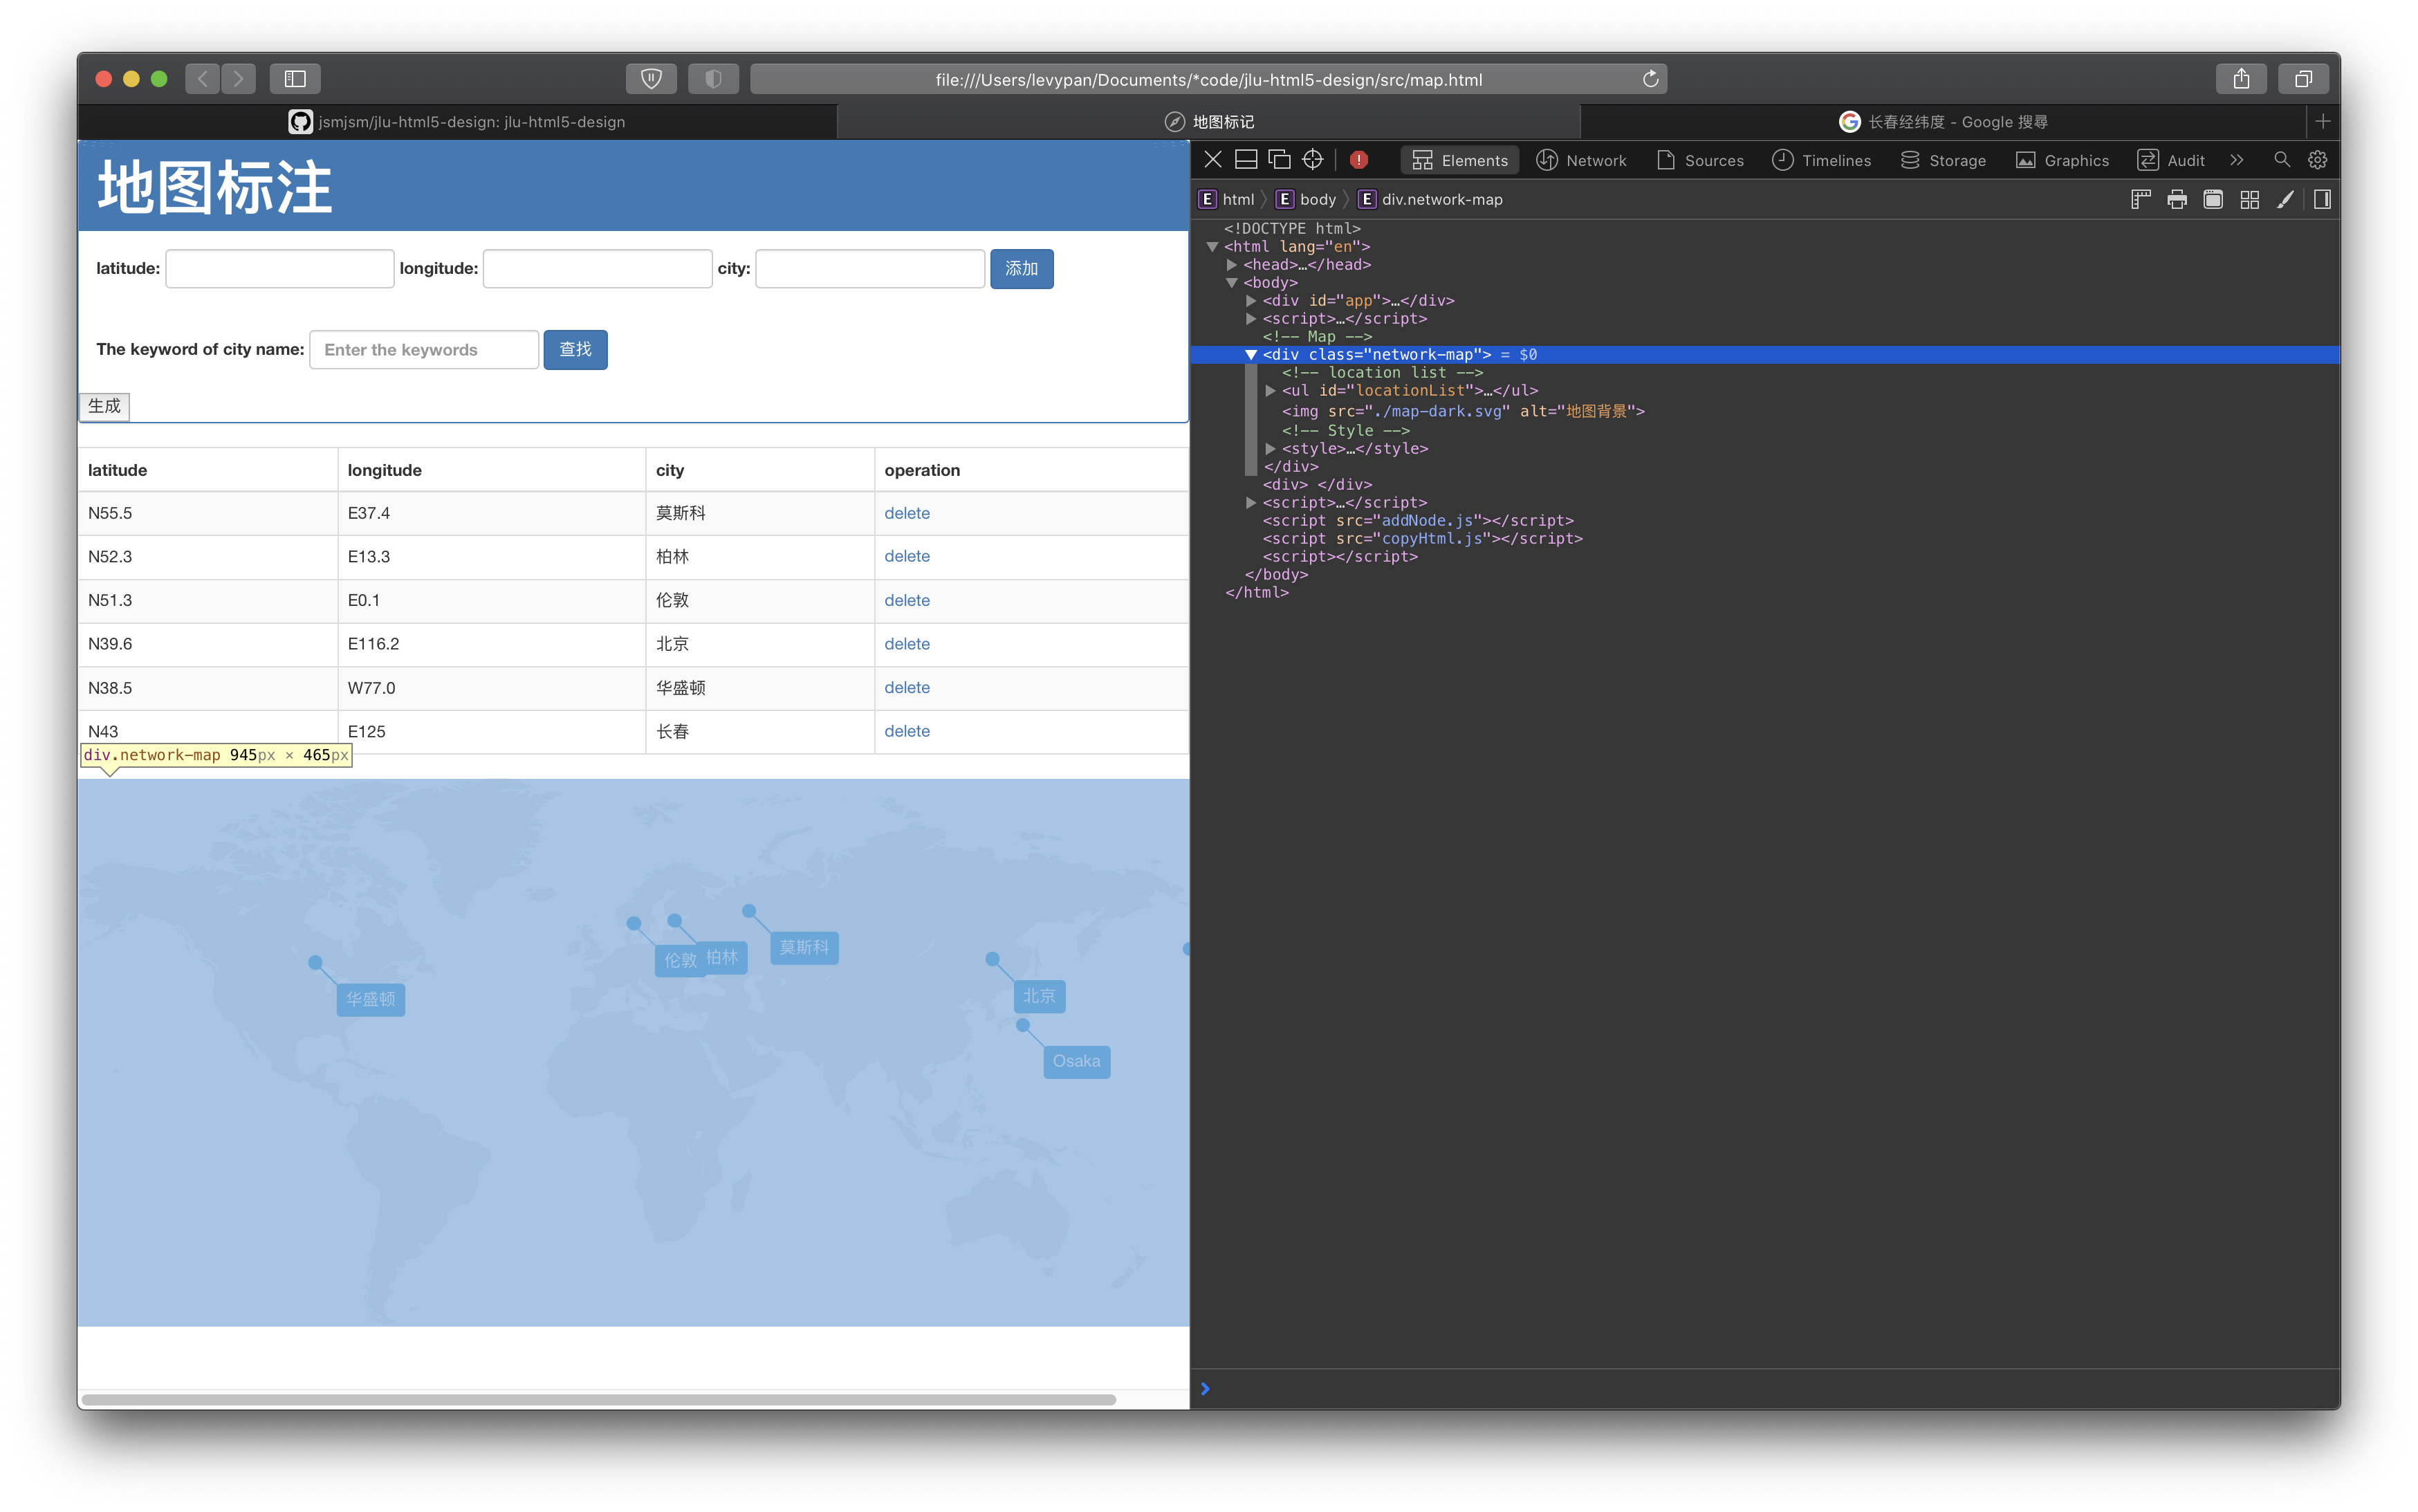 file:///Users/levypan/Documents/*code/jlu-html5-design/src/map.html
jsmjsm/jlu-html5-design: jlu-html5-design
地图标记
长春经纬度 - Google 搜尋
地图标注
latitude: longitude: city: 添加
The keyword of city name: Enter the keywords 查找
生成
latitude longitude city operation
N55.5 E37.4 莫斯科 delete
N52.3 E13.3 柏林 delete
N51.3 E0.1 伦敦 delete
N39.6 E116.2 北京 delete
N38.5 W77.0 华盛顿 delete
N43 E125 长春 delete
div.network-map 945px × 465px
莫斯科
伦敦 柏林
北京
华盛顿
Osaka
Elements Network Sources Timelines Storage Graphics Audit
E html E body E div.network-map
<!DOCTYPE html>
<html lang="en">
<head>…</head>
<body>
<div id="app">…</div>
<script>…</script>
<!-- Map -->
<div class="network-map"> = $0
<!-- location list -->
<ul id="locationList">…</ul>
<img src="./map-dark.svg" alt="地图背景">
<!-- Style -->
<style>…</style>
</div>
<div> </div>
<script>…</script>
<script src="addNode.js"></script>
<script src="copyHtml.js"></script>
<script></script>
</body>
</html>